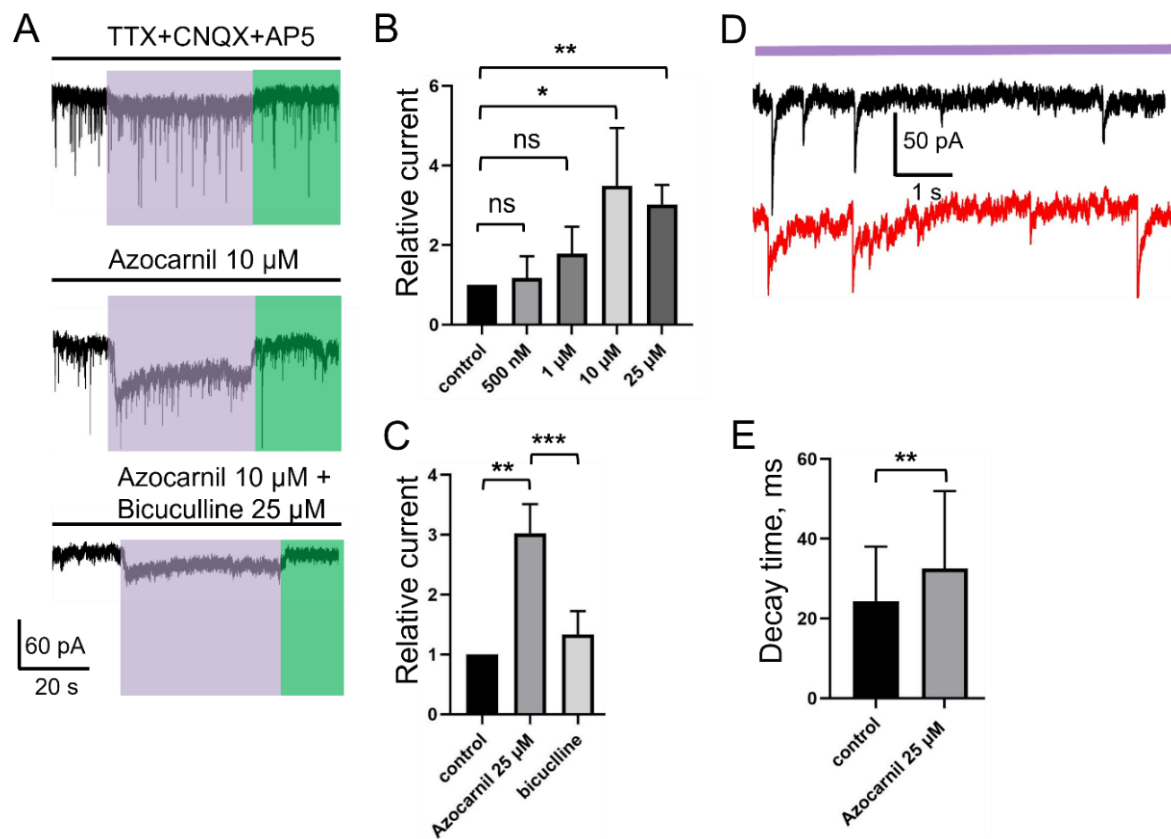 A
TTX+CNQX+AP5
Azocarnil 10 µM
Azocarnil 10 µM +
Bicuculline 25 µM
60 pA
20 s
B
**
*
ns
ns
Relative current
6
4
2
0
control
500 nM
1 µM
10 µM
25 µM
C
***
**
Relative current
4
3
2
1
0
control
Azocarnil 25 µM
bicuclline
D
50 pA
1 s
E
**
Decay time, ms
60
40
20
0
control
Azocarnil 25 µM